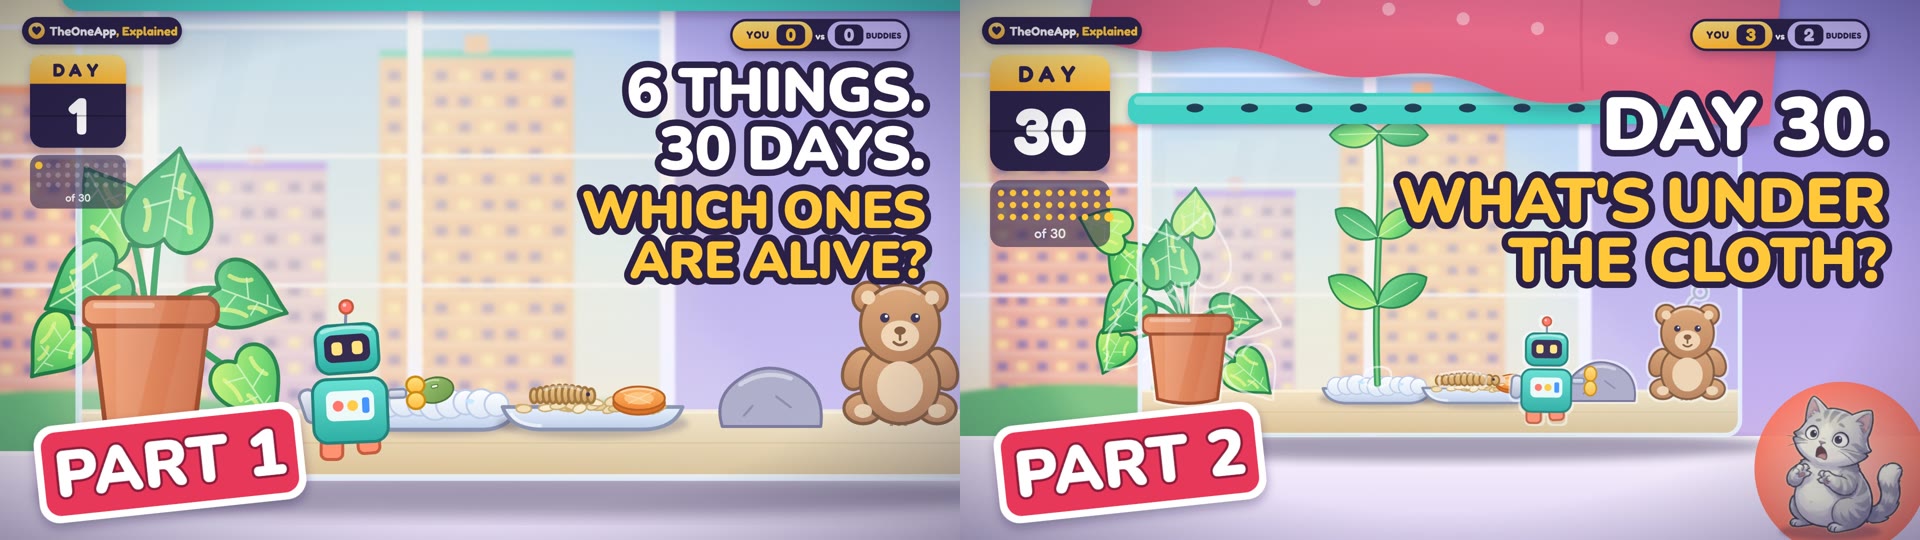 TheOneApp, Explained
YOU 0 vs 0 BUDDIES
DAY
1
of 30
6 THINGS.
30 DAYS.
WHICH ONES
ARE ALIVE?
PART 1
TheOneApp, Explained
YOU 3 vs 2 BUDDIES
DAY
30
of 30
DAY 30.
WHAT'S UNDER
THE CLOTH?
PART 2